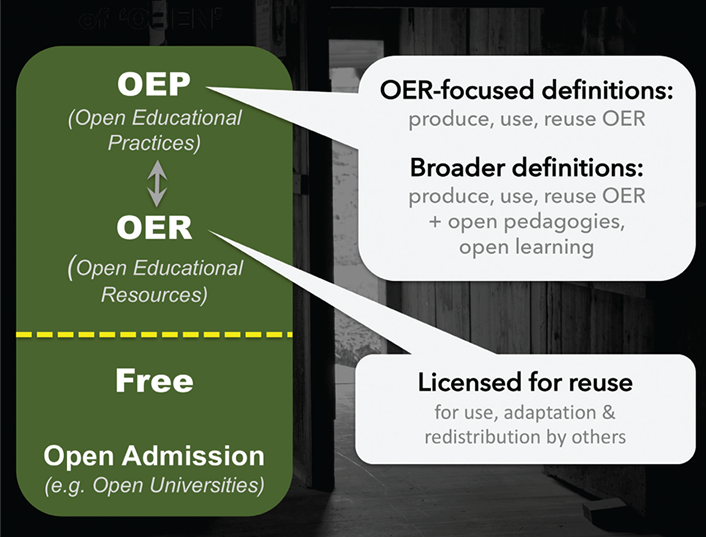 of 'OPEN'
OEP
(Open Educational
Practices)
OER
(Open Educational
Resources)
Free
Open Admission
(e.g. Open Universities)
OER-focused definitions:
produce, use, reuse OER
Broader definitions:
produce, use, reuse OER
+ open pedagogies,
open learning
Licensed for reuse
for use, adaptation &
redistribution by others